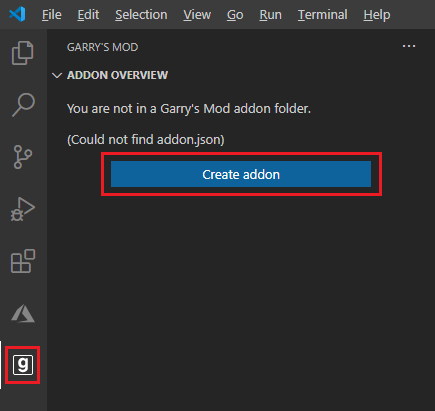 File Edit Selection View Go Run Terminal Help
GARRY'S MOD
ADDON OVERVIEW
You are not in a Garry's Mod addon folder.
(Could not find addon.json)
Create addon
g